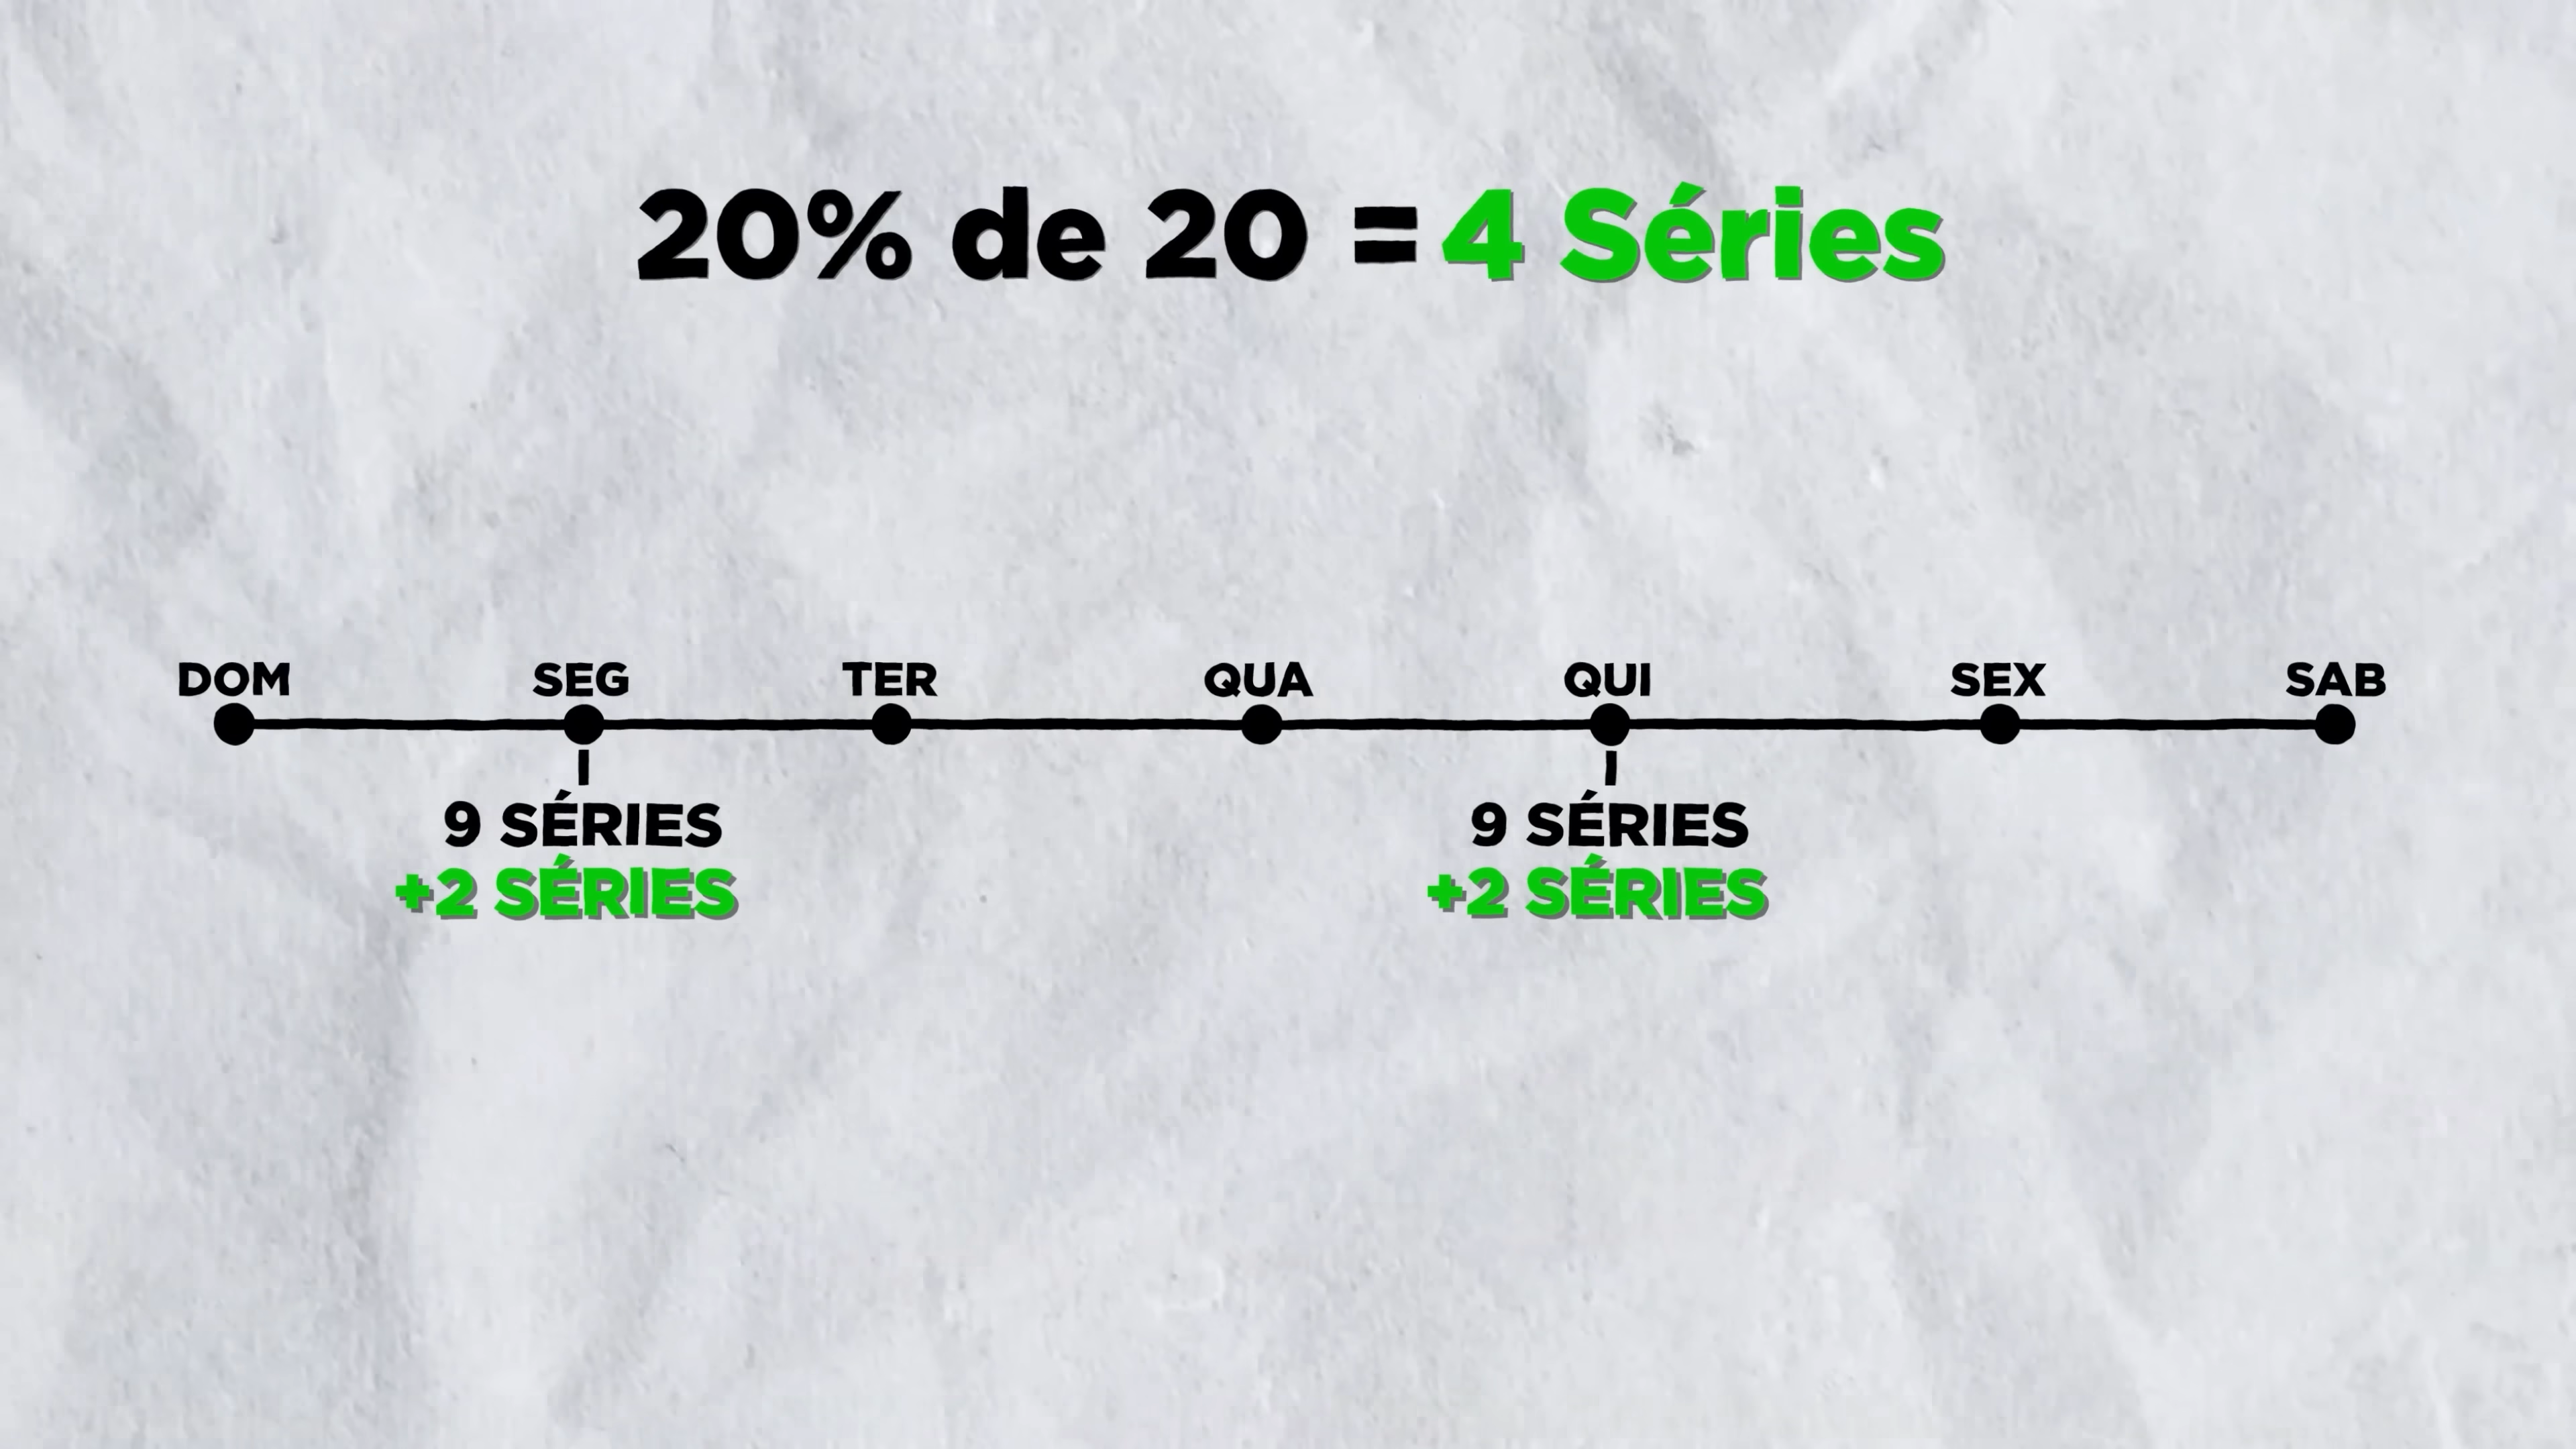 20% de 20 = 4 Séries
DOM SEG TER QUA QUI SEX SAB
9 SÉRIES 9 SÉRIES
+2 SÉRIES +2 SÉRIES